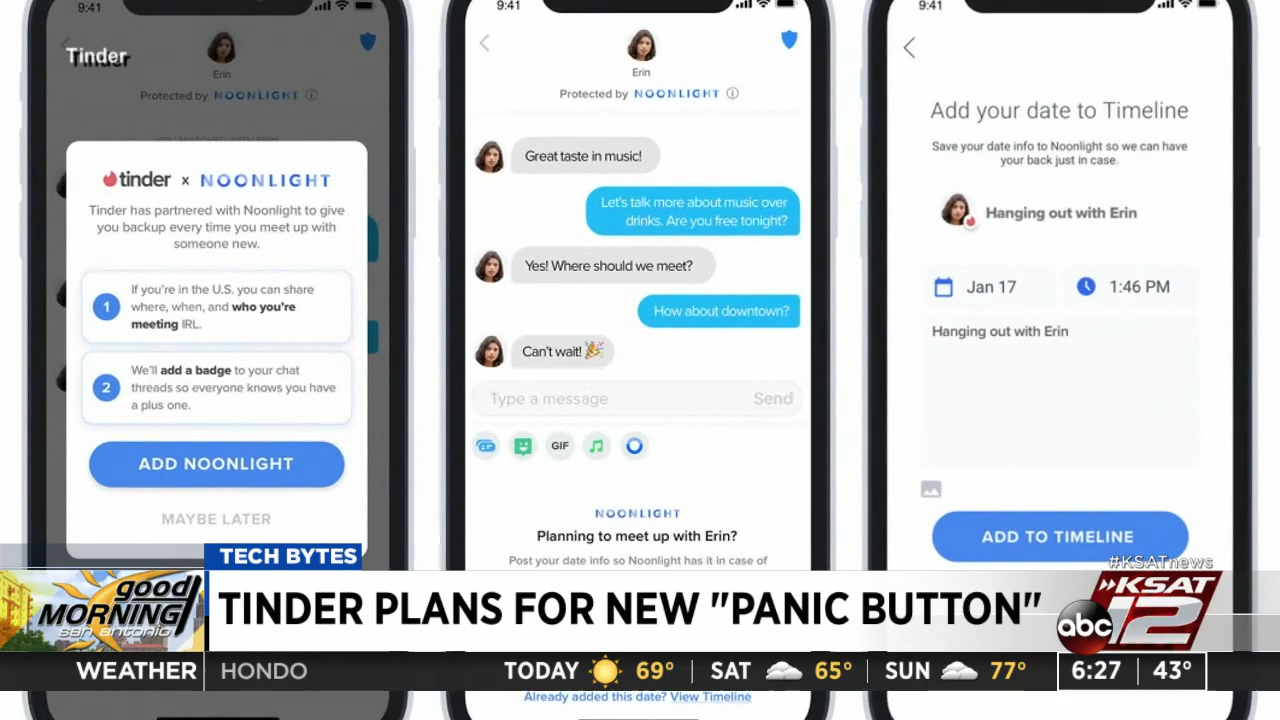 9:41
Tinder
Erin
Protected by NOONLIGHT
tinder x NOONLIGHT
Tinder has partnered with Noonlight to give
you backup every time you meet up with
someone new.
1
If you're in the U.S. you can share
where, when, and who you're
meeting IRL.
2
We'll add a badge to your chat
threads so everyone knows you have
a plus one.
ADD NOONLIGHT
MAYBE LATER
9:41
Erin
Protected by NOONLIGHT
Great taste in music!
Let's talk more about music over
drinks. Are you free tonight?
Yes! Where should we meet?
How about downtown?
Can't wait! 🎉
Type a message Send
GIF
NOONLIGHT
Planning to meet up with Erin?
Post your date info so Noonlight has it in case of
Already added this date? View Timeline
9:41
Add your date to Timeline
Save your date info to Noonlight so we can have
your back just in case.
Hanging out with Erin
Jan 17 1:46 PM
Hanging out with Erin
ADD TO TIMELINE
#KSATnews
TECH BYTES
good
MORNING
san antonio
TINDER PLANS FOR NEW "PANIC BUTTON"
abc KSAT
12
WEATHER HONDO TODAY 69° SAT 65° SUN 77° 6:27 43°